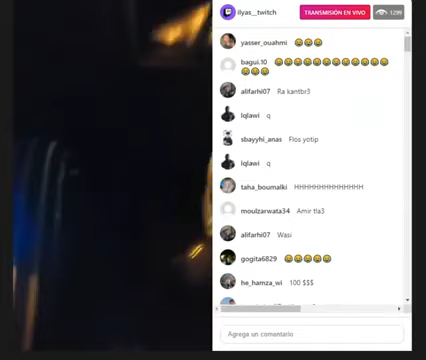 ilyas__twitch TRANSMISIÓN EN VIVO 1299
yasser_ouahmi 😂😂😂
bagui.10 😂😂😂😂😂😂😂😂😂😂😂
😂😂😂
alifarhi07 Ra kantbr3
lqlawi q
sbayyhi_anas Flos yotip
lqlawi q
taha_boumalki HHHHHHHHHHHHHH
moulzarwata34 Amir tla3
alifarhi07 Wasi
gogita6829 😂😂😂😂😂
he_hamza_wi 100 $$$
Agrega un comentario